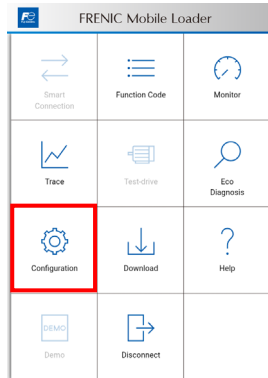 FRENIC Mobile Loader
Smart
Connection
Function Code
Monitor
Trace
Test-drive
Eco
Diagnosis
Configuration
Download
Help
DEMO
Demo
Disconnect